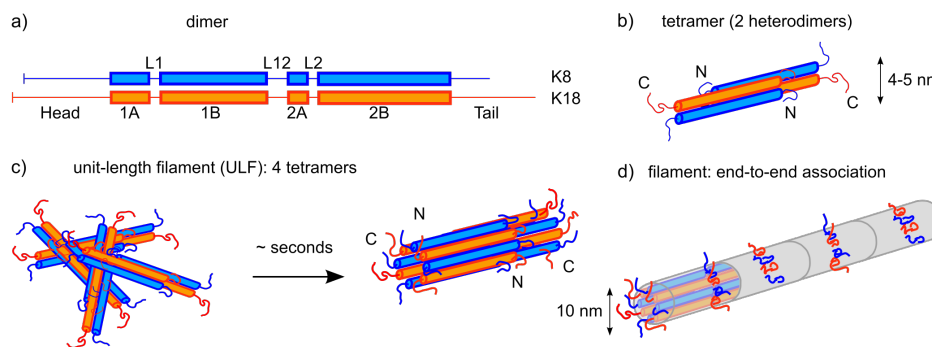 a) dimer
L1 L12 L2
K8
K18
Head 1A 1B 2A 2B Tail
b) tetramer (2 heterodimers)
N
C
4-5 nm
C
N
c) unit-length filament (ULF): 4 tetramers
N
C
~ seconds
C
N
d) filament: end-to-end association
10 nm